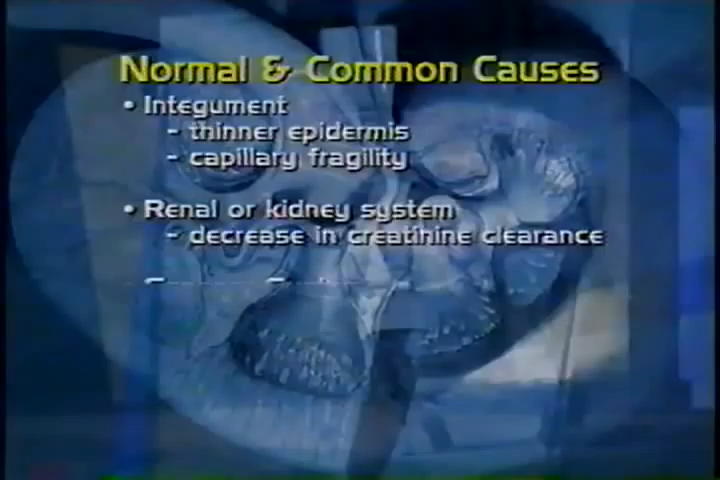 Normal & Common Causes
• Integument
- thinner epidermis
- capillary fragility
• Renal or kidney system
- decrease in creatinine clearance